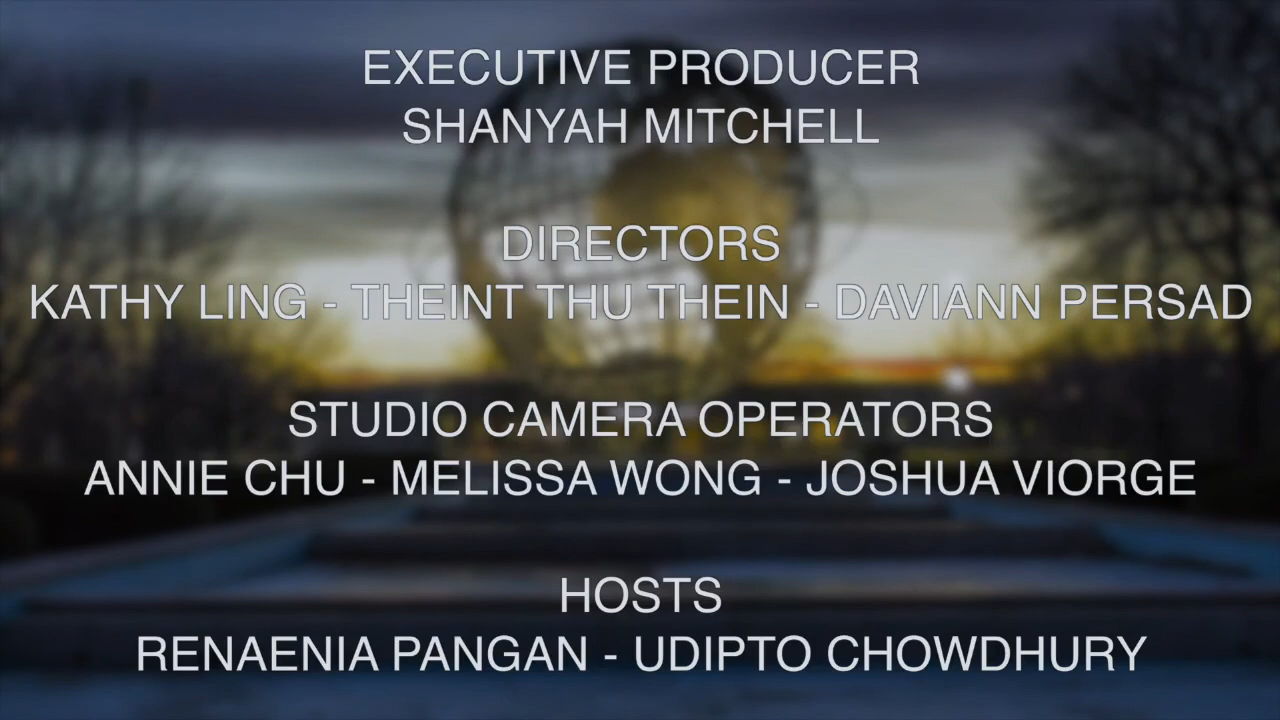 EXECUTIVE PRODUCER
SHANYAH MITCHELL
DIRECTORS
KATHY LING - THEINT THU THEIN - DAVIANN PERSAD
STUDIO CAMERA OPERATORS
ANNIE CHU - MELISSA WONG - JOSHUA VIORGE
HOSTS
RENAENIA PANGAN - UDIPTO CHOWDHURY